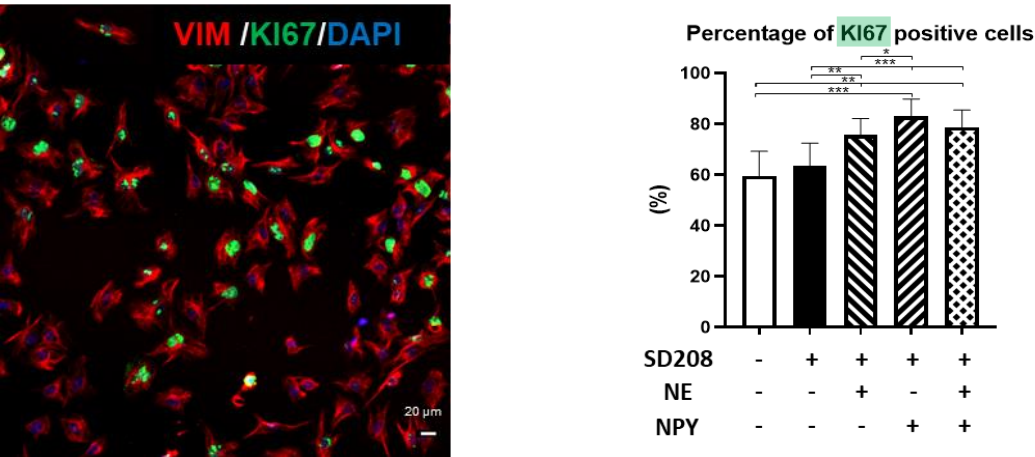 VIM /KI67/DAPI
20 µm
Percentage of KI67 positive cells
*
***
**
**
***
100
80
60
40
20
0
(%)
SD208 - + + + +
NE - - + - +
NPY - - - + +